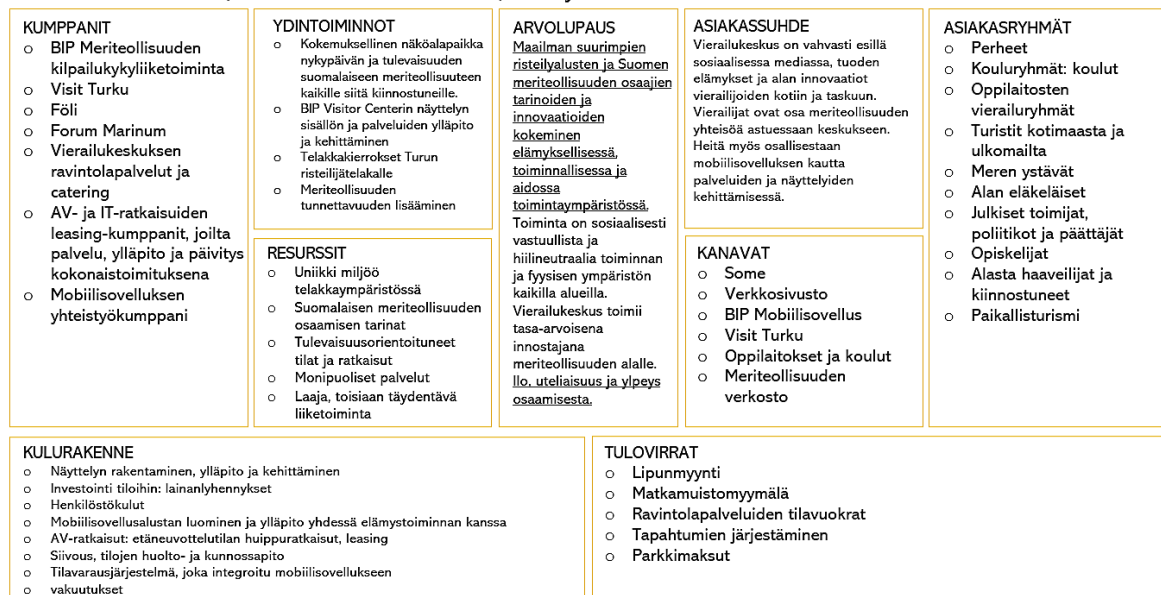 KUMPPANIT
o BIP Meriteollisuuden
kilpailukykyliiketoiminta
o Visit Turku
o Föli
o Forum Marinum
o Vierailukeskuksen
ravintolapalvelut ja
catering
o AV- ja IT-ratkaisuiden
leasing-kumppanit, joilta
palvelu, ylläpito ja päivitys
kokonaistoimituksena
o Mobiilisovelluksen
yhteistyökumppani
YDINTOIMINNOT
o Kokemuksellinen näköalapaikka
nykypäivän ja tulevaisuuden
suomalaiseen meriteollisuuteen
kaikille siitä kiinnostuneille.
o BIP Visitor Centerin näyttelyn
sisällön ja palveluiden ylläpito
ja kehittäminen
o Telakkakierrokset Turun
risteilijätelakalle
o Meriteollisuuden
tunnettavuuden lisääminen
RESURSSIT
o Uniikki miljöö
telakkaympäristössä
o Suomalaisen meriteollisuuden
osaamisen tarinat
o Tulevaisuusorientoituneet
tilat ja ratkaisut
o Monipuoliset palvelut
o Laaja, toisiaan täydentävä
liiketoiminta
ARVOLUPAUS
Maailman suurimpien
risteilyalusten ja Suomen
meriteollisuuden osaajien
tarinoiden ja
innovaatioiden
kokeminen
elämyksellisessä,
toiminnallisessa ja
aidossa
toimintaympäristössä.
Toiminta on sosiaalisesti
vastuullista ja
hiilineutraalia toiminnan
ja fyysisen ympäristön
kaikilla alueilla.
Vierailukeskus toimii
tasa-arvoisena
innostajana
meriteollisuuden alalle.
Ilo, uteliaisuus ja ylpeys
osaamisesta.
ASIAKASSUHDE
Vierailukeskus on vahvasti esillä
sosiaalisessa mediassa, tuoden
elämykset ja alan innovaatiot
vierailijoiden kotiin ja taskuun.
Vierailijat ovat osa meriteollisuuden
yhteisöä astuessaan keskukseen.
Heitä myös osallistestaan
mobiilisovelluksen kautta
palveluiden ja näyttelyiden
kehittämisessä.
KANAVAT
o Some
o Verkkosivusto
o BIP Mobiilisovellus
o Visit Turku
o Oppilaitokset ja koulut
o Meriteollisuuden
verkosto
ASIAKASRYHMÄT
o Perheet
o Kouluryhmät: koulut
o Oppilaitosten
vierailuryhmät
o Turistit kotimaasta ja
ulkomailta
o Meren ystävät
o Alan eläkeläiset
o Julkiset toimijat,
poliitikot ja päättäjät
o Opiskelijat
o Alasta haaveilijat ja
kiinnostuneet
o Paikallisturismi
KULURAKENNE
o Näyttelyn rakentaminen, ylläpito ja kehittäminen
o Investointi tiloihin: lainanlyhennykset
o Henkilöstökulut
o Mobiilisovellusalustan luominen ja ylläpito yhdessä elämystoiminnan kanssa
o AV-ratkaisut: etäneuvottelutilan huippuratkaisut, leasing
o Siivous, tilojen huolto- ja kunnossapito
o Tilavarausjärjestelmä, joka integroitu mobiilisovellukseen
o vakuutukset
TULOVIRRAT
o Lipunmyynti
o Matkamuistomyymälä
o Ravintolapalveluiden tilavuokrat
o Tapahtumien järjestäminen
o Parkkimaksut